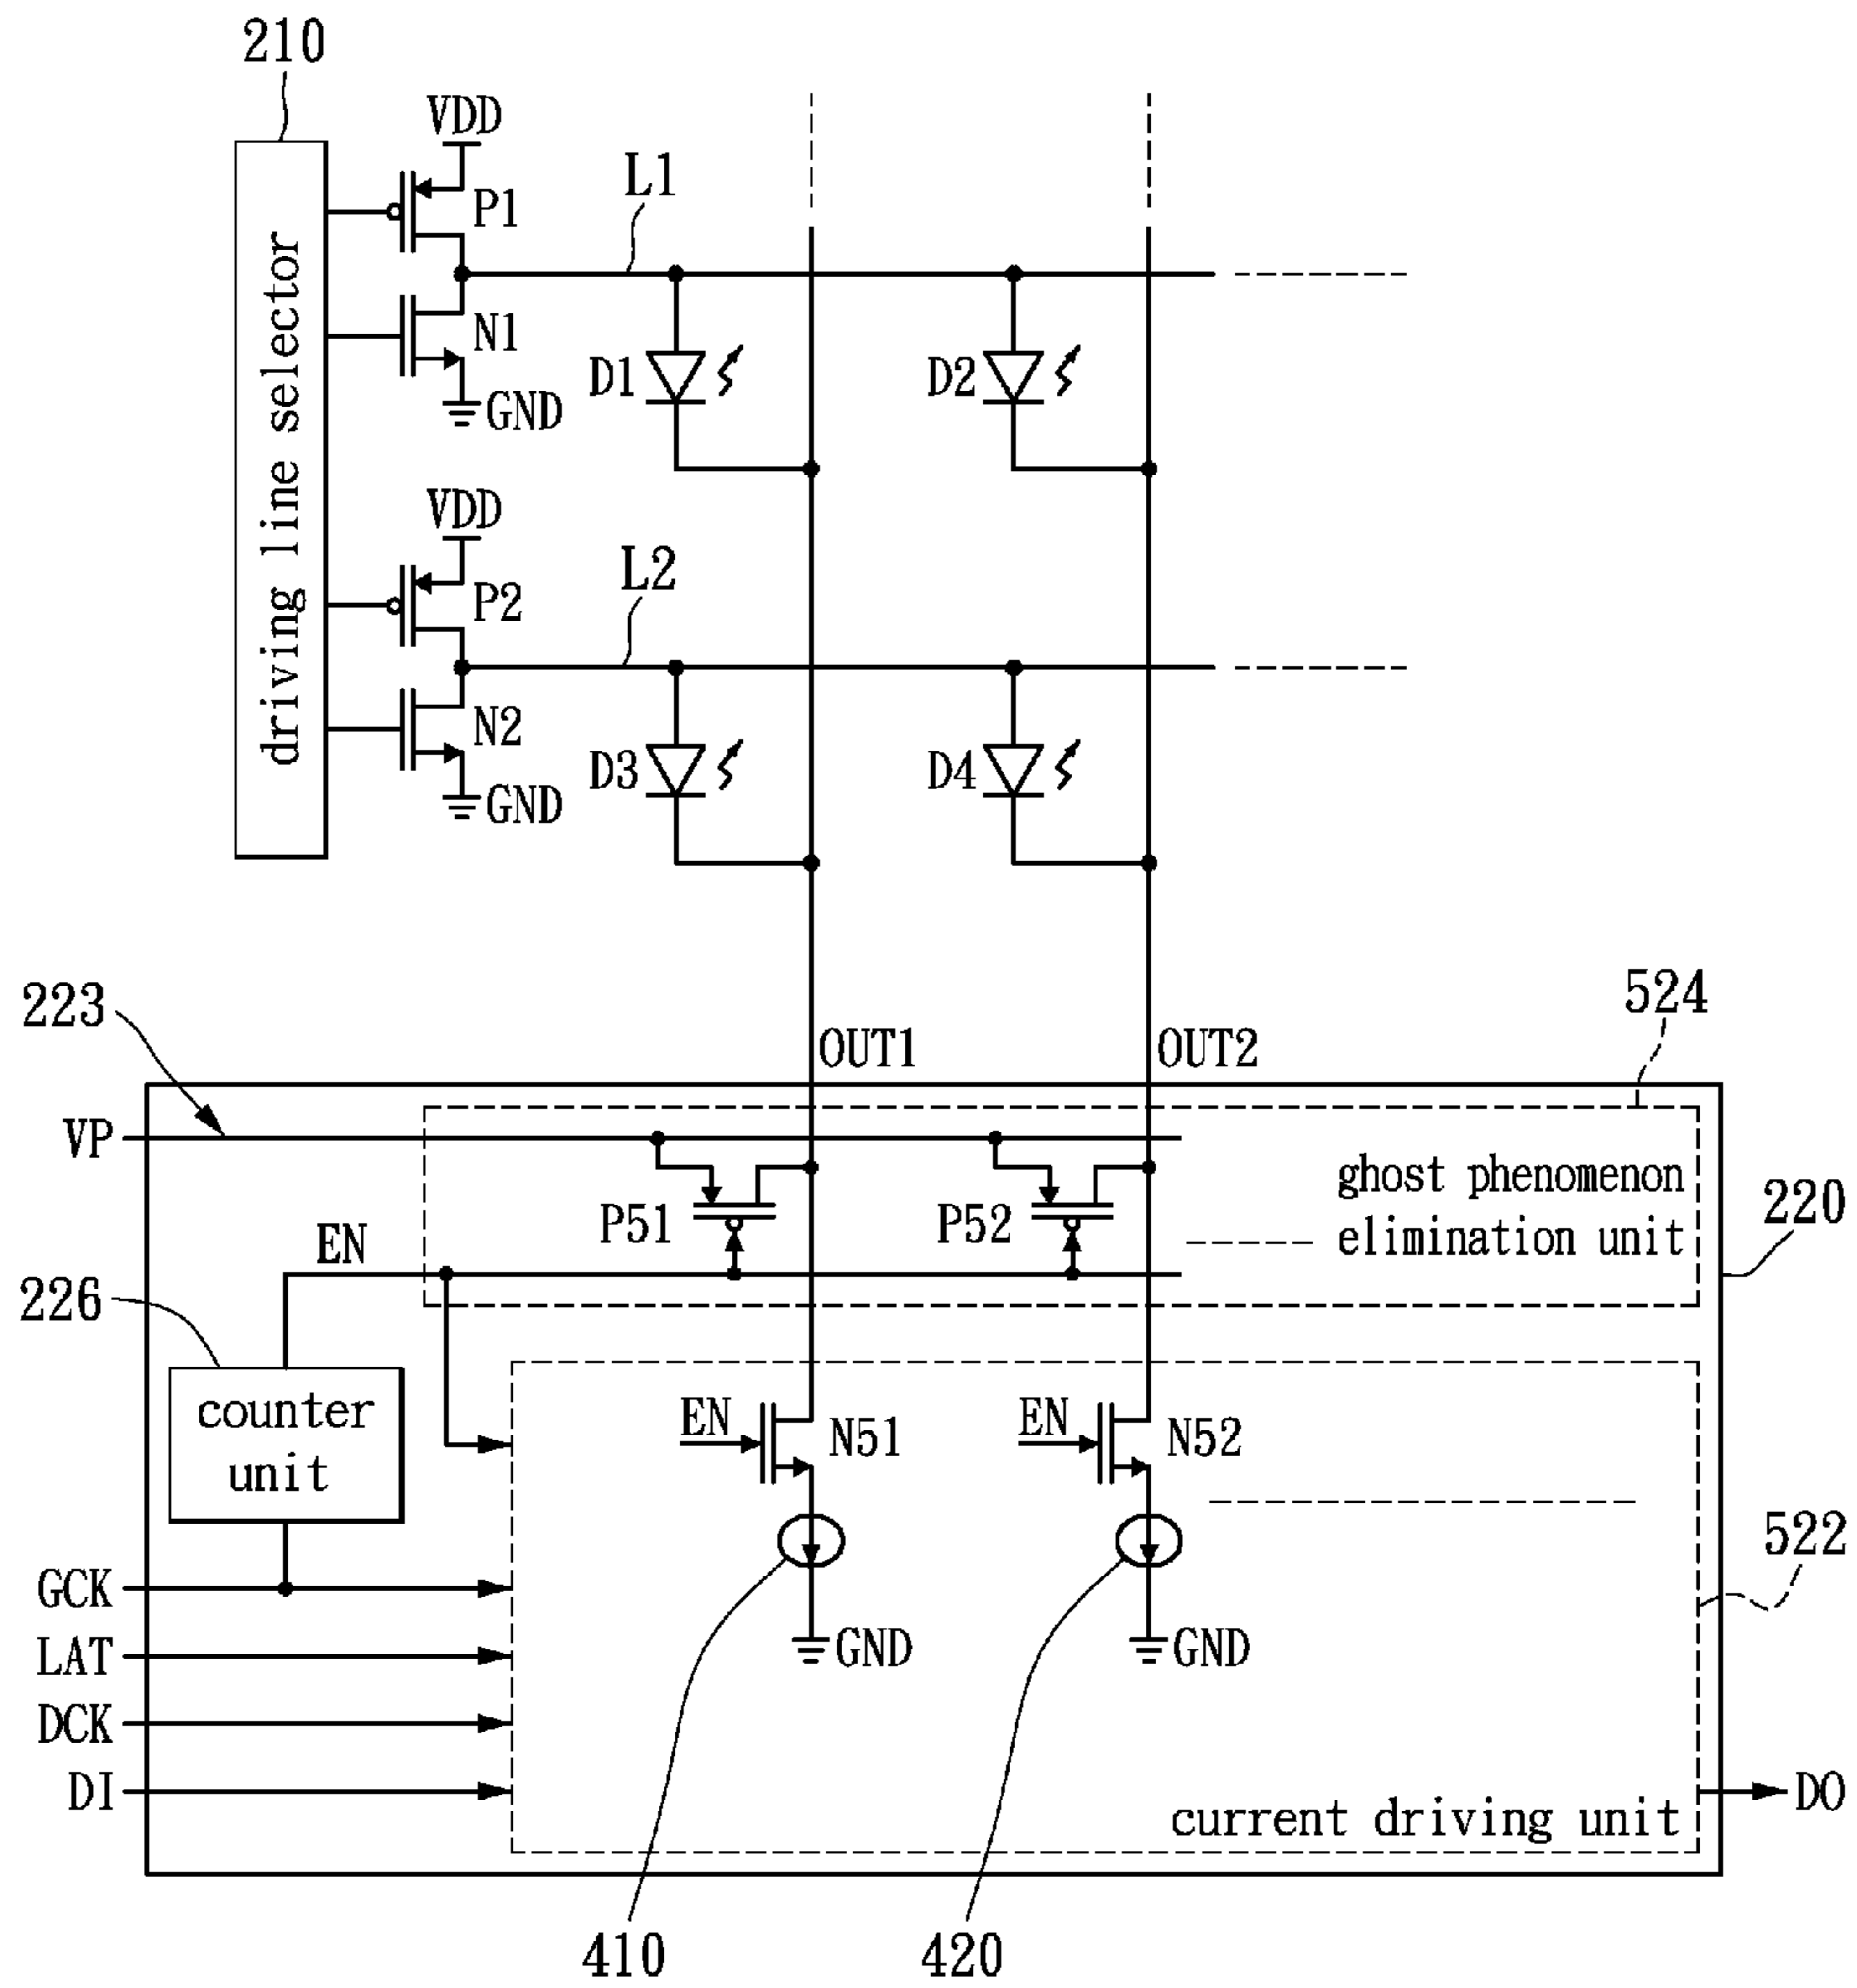 210
VDD
P1
L1
N1
GND
D1
D2
driving line selector
VDD
P2
L2
N2
GND
D3
D4
223
524
OUT1
OUT2
VP
ghost phenomenon
elimination unit
P51
P52
220
EN
226
counter
unit
EN
N51
EN
N52
522
GCK
LAT
GND
GND
DCK
DI
current driving unit
DO
410
420